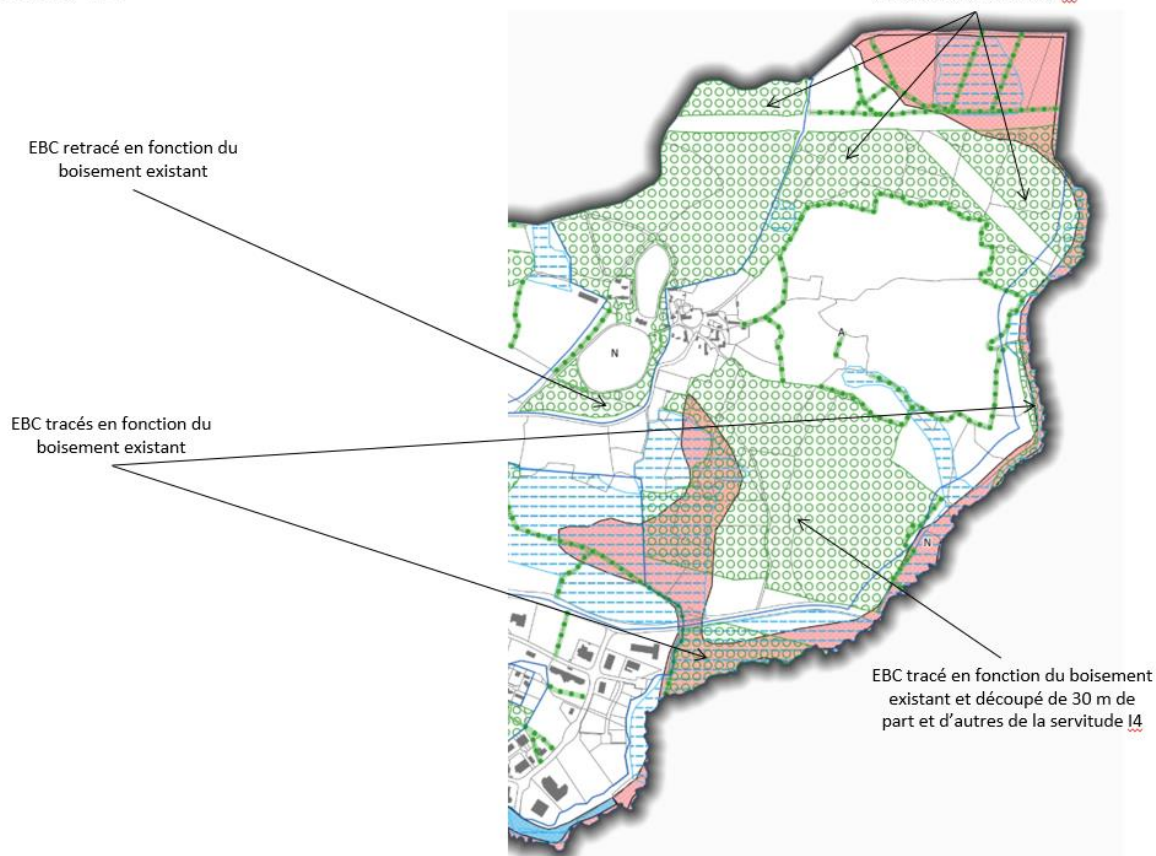 EBC retracé en fonction du
boisement existant
N
A
EBC tracés en fonction du
boisement existant
N
EBC tracé en fonction du boisement
existant et découpé de 30 m de
part et d'autres de la servitude I4